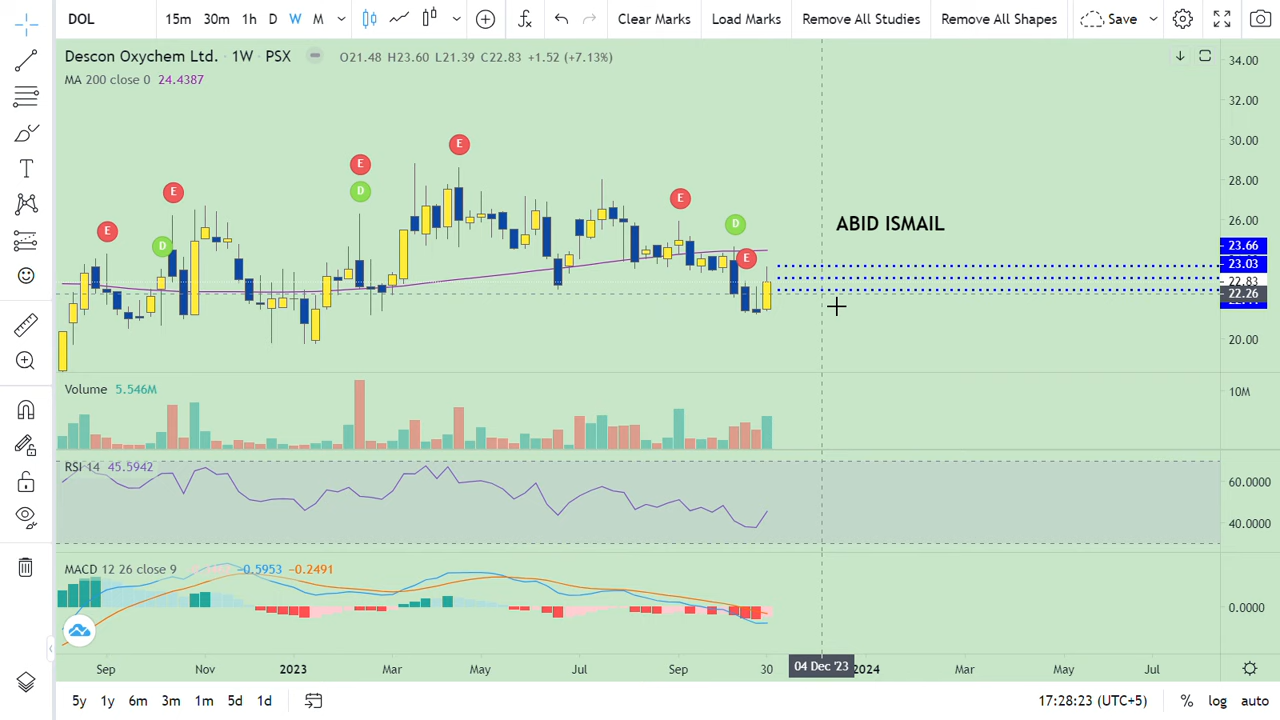 DOL 15m 30m 1h D W M Clear Marks Load Marks Remove All Studies Remove All Shapes Save
Descon Oxychem Ltd. · 1W · PSX O21.48 H23.60 L21.39 C22.83 +1.52 (+7.13%)
MA 200 close 0 24.4387
34.00
32.00
30.00
28.00
26.00
E
E
E
E
E
E
D
D
D
ABID ISMAIL
23.66
23.03
22.83
22.26
20.00
Volume 5.546M
10M
RSI 14 45.5942
60.0000
40.0000
MACD 12 26 close 9 -0.5953 -0.2491
0.0000
Sep Nov 2023 Mar May Jul Sep 30 04 Dec '23 2024 Mar May Jul
5y 1y 6m 3m 1m 5d 1d 17:28:23 (UTC+5) % log auto